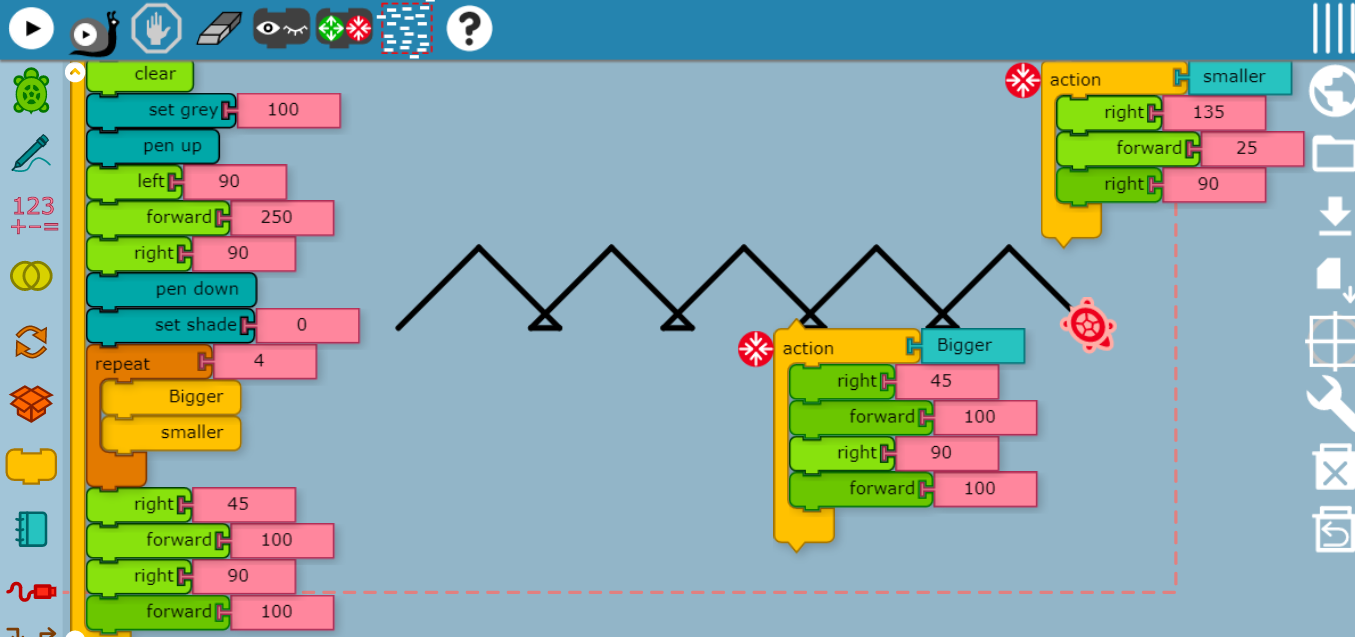 ?
clear
set grey 100
pen up
left 90
forward 250
right 90
pen down
set shade 0
repeat 4
Bigger
smaller
right 45
forward 100
right 90
forward 100
123
+−=
action smaller
right 135
forward 25
right 90
action Bigger
right 45
forward 100
right 90
forward 100